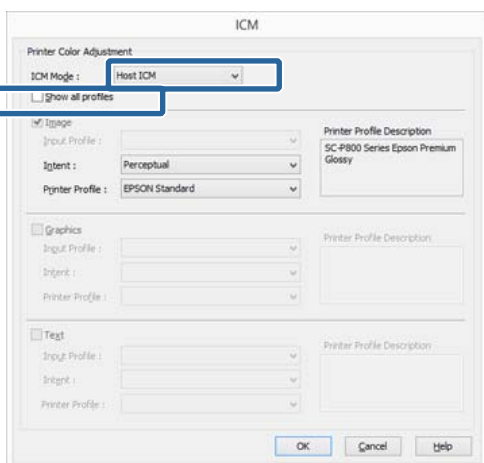 ICM
Printer Color Adjustment
ICM Mode : Host ICM
Show all profiles
Image
Input Profile :
Intent : Perceptual
Printer Profile : EPSON Standard
Printer Profile Description
SC-P800 Series Epson Premium
Glossy
Graphics
Input Profile :
Intent :
Printer Profile :
Printer Profile Description
Text
Input Profile :
Intent :
Printer Profile :
Printer Profile Description
OK Cancel Help